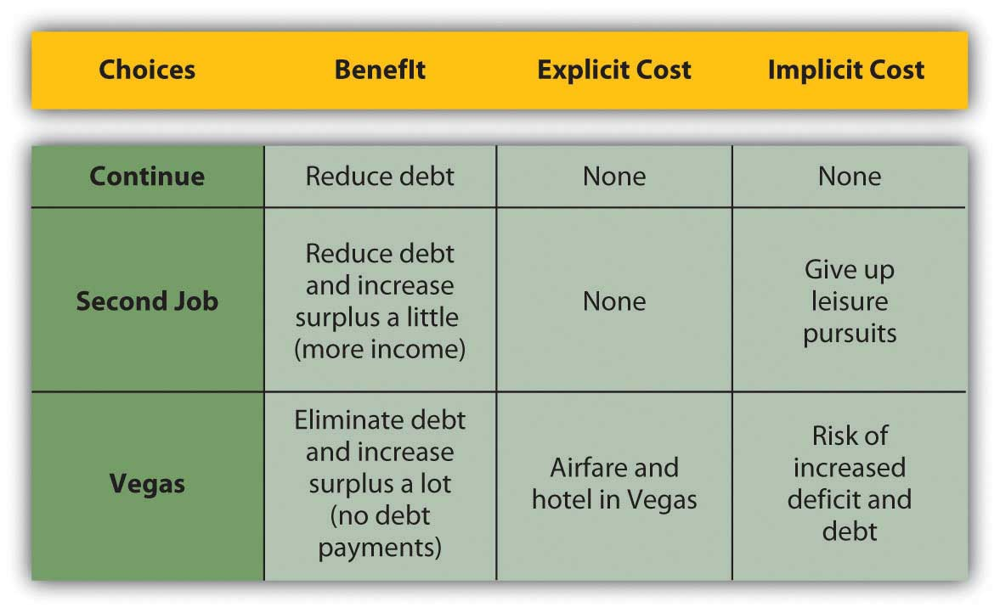 Choices Benefit Explicit Cost Implicit Cost
Continue Reduce debt None None
Second Job
Reduce debt
and increase
surplus a little
(more income)
None
Give up
leisure
pursuits
Vegas
Eliminate debt
and increase
surplus a lot
(no debt
payments)
Airfare and
hotel in Vegas
Risk of
increased
deficit and
debt